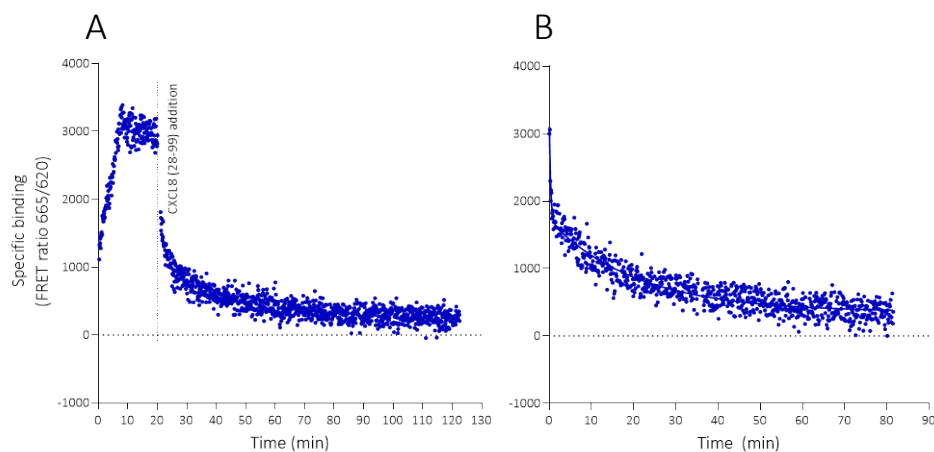 A
B
4000
3000
2000
1000
0
-1000
Specific binding
(FRET ratio 665/620)
CXCL8 (28-99) addition
0 10 20 30 40 50 60 70 80 90 100 110 120 130
Time (min)
4000
3000
2000
1000
0
-1000
0 10 20 30 40 50 60 70 80 90
Time (min)